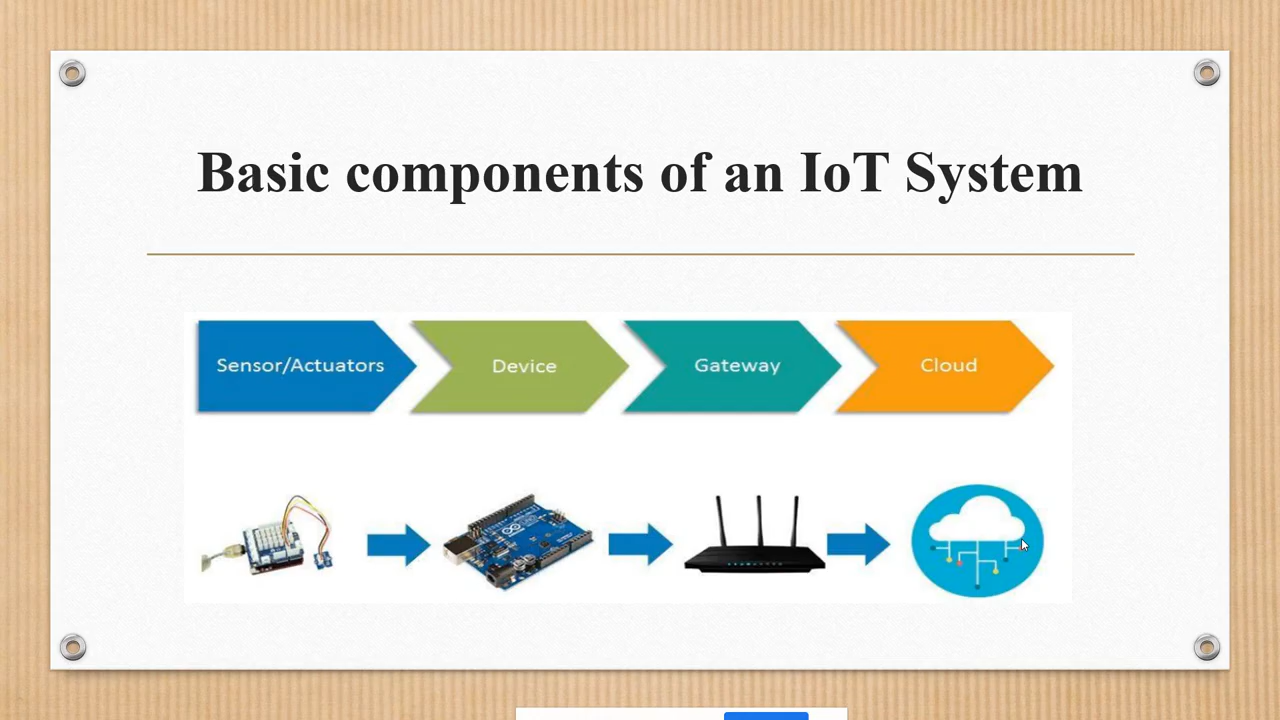 Basic components of an IoT System
Sensor/Actuators
Device
Gateway
Cloud